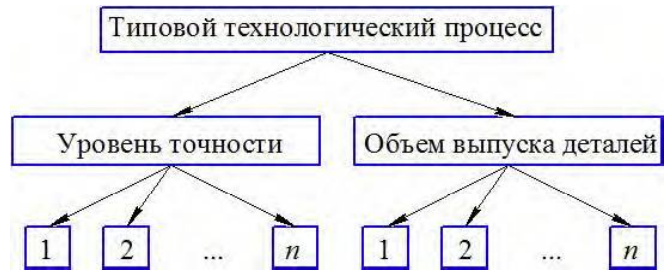 Типовой технологический процесс
Уровень точности
Объем выпуска деталей
1 2 ... n
1 2 ... n